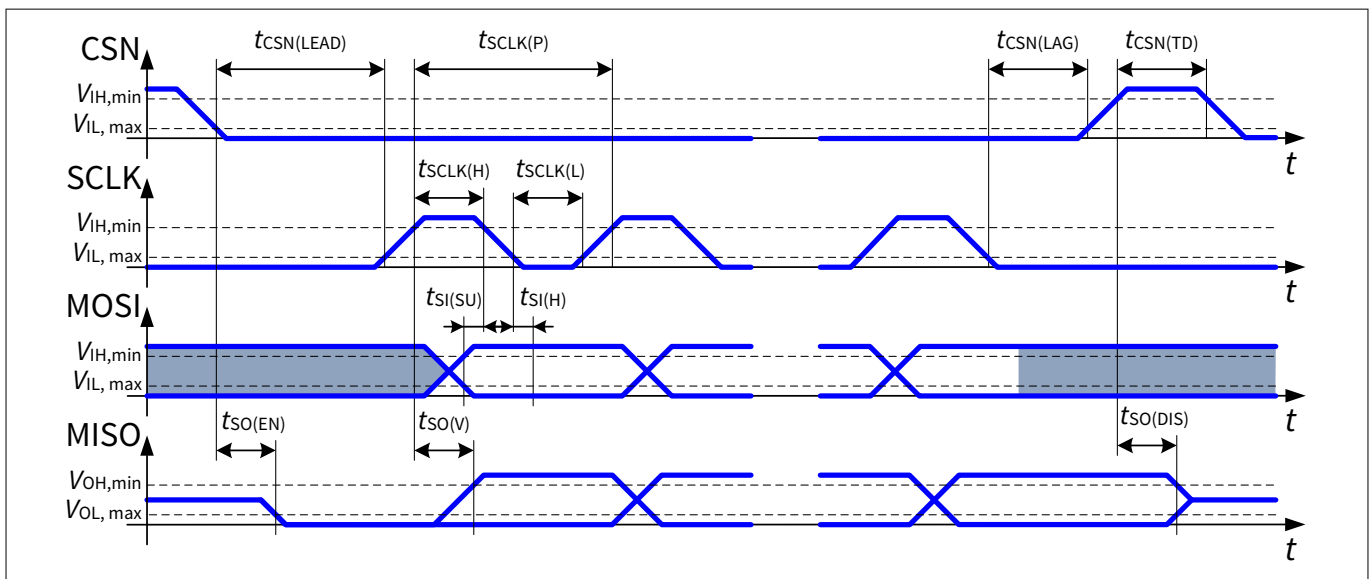 CSN
tCSN(LEAD)
tSCLK(P)
tCSN(LAG)
tCSN(TD)
VIH,min
VIL, max
t
SCLK
tSCLK(H)
tSCLK(L)
VIH,min
VIL, max
t
MOSI
tSI(SU)
tSI(H)
VIH,min
VIL, max
t
MISO
tSO(EN)
tSO(V)
tSO(DIS)
VOH,min
VOL, max
t